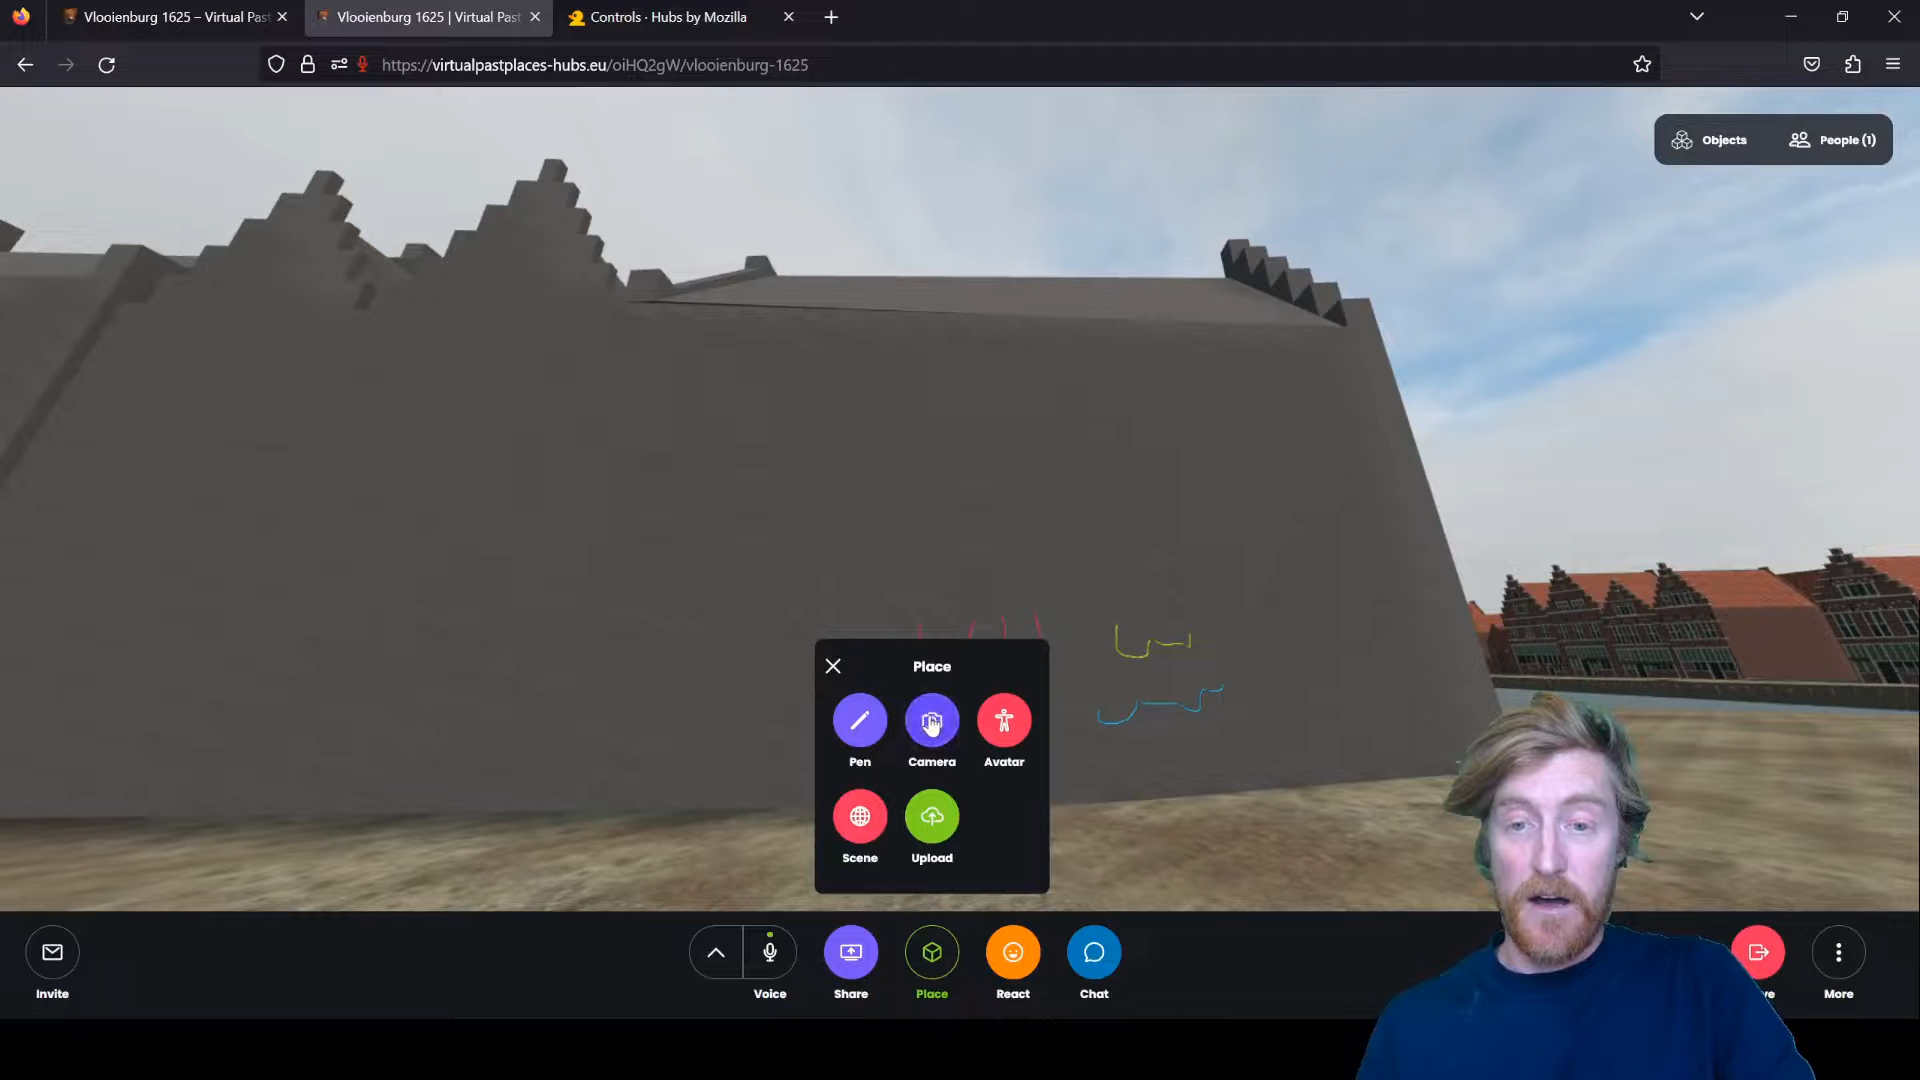 Vlooienburg 1625 – Virtual Past
Vlooienburg 1625 | Virtual Past
Controls · Hubs by Mozilla
https://virtualpastplaces-hubs.eu/oiHQ2gW/vlooienburg-1625
Objects
People (1)
Place
Pen
Camera
Avatar
Scene
Upload
Invite
Voice
Share
Place
React
Chat
More